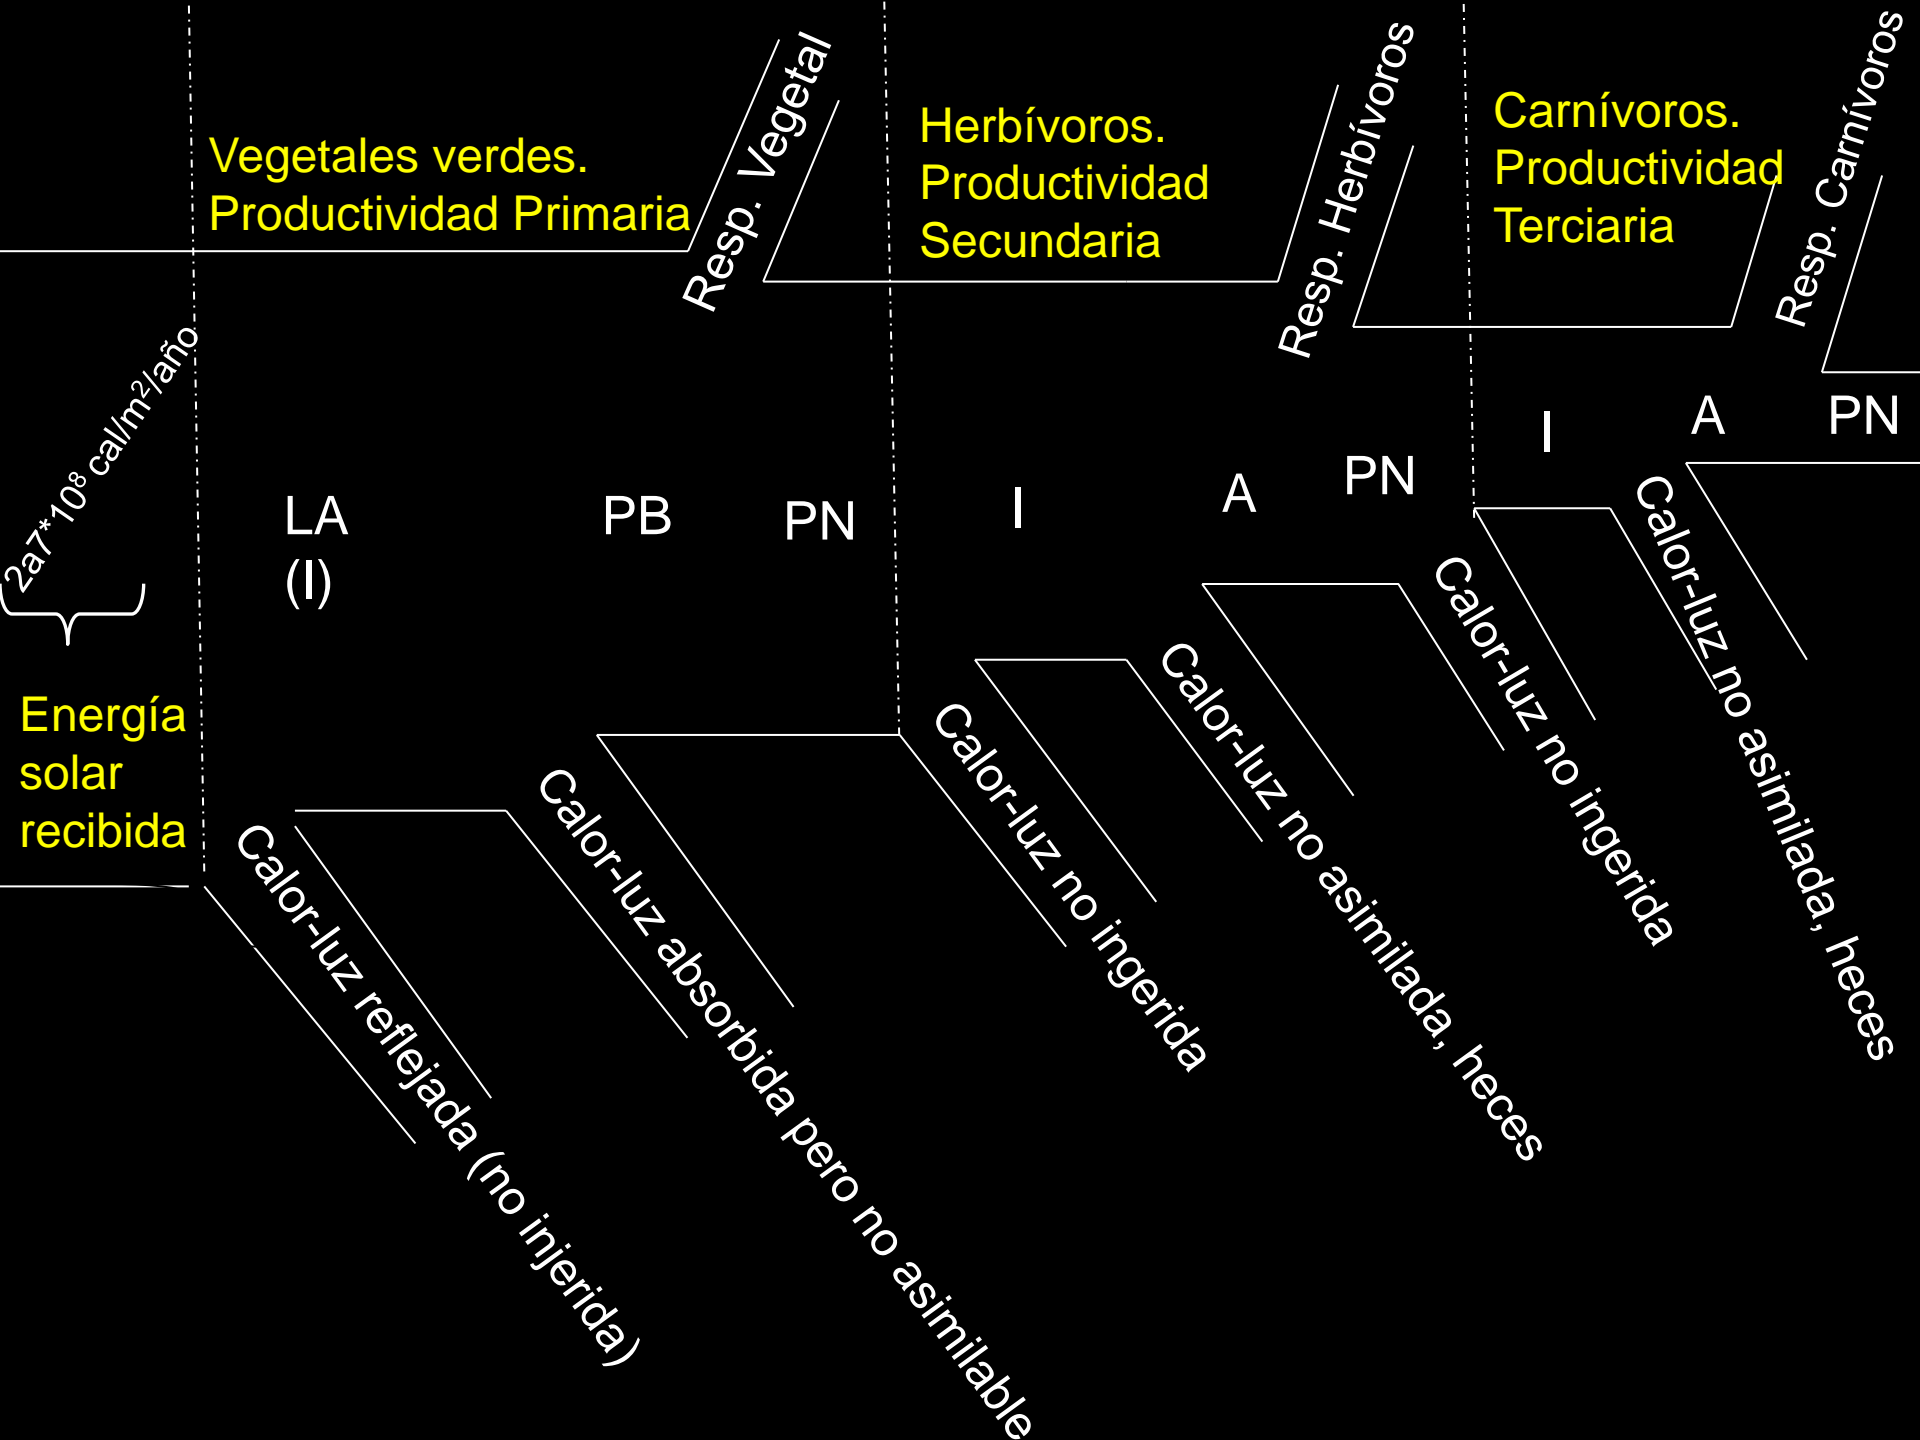 Vegetales verdes.
Productividad Primaria
Resp. Vegetal
Herbívoros.
Productividad
Secundaria
Resp. Herbívoros
Carnívoros.
Productividad
Terciaria
Resp. Carnívoros
2a7*10⁸ cal/m²/año
LA
(I)
PB
PN
I
A
PN
I
A
PN
Energía
solar
recibida
Calor-luz reflejada (no injerida)
Calor-luz absorbida pero no asimilable
Calor-luz no ingerida
Calor-luz no asimilada, heces
Calor-luz no ingerida
Calor-luz no asimilada, heces